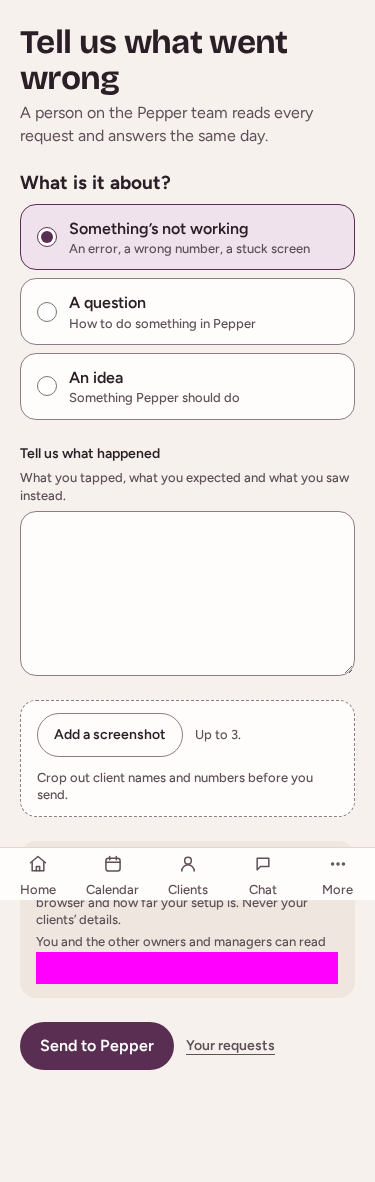 Tell us what went
wrong
A person on the Pepper team reads every
request and answers the same day.
What is it about?
Something’s not working
An error, a wrong number, a stuck screen
A question
How to do something in Pepper
An idea
Something Pepper should do
Tell us what happened
What you tapped, what you expected and what you saw
instead.
Add a screenshot
Up to 3.
Crop out client names and numbers before you
send.
Home
Calendar
Clients
Chat
More
browser and how far your setup is. Never your
clients’ details.
You and the other owners and managers can read
Send to Pepper
Your requests